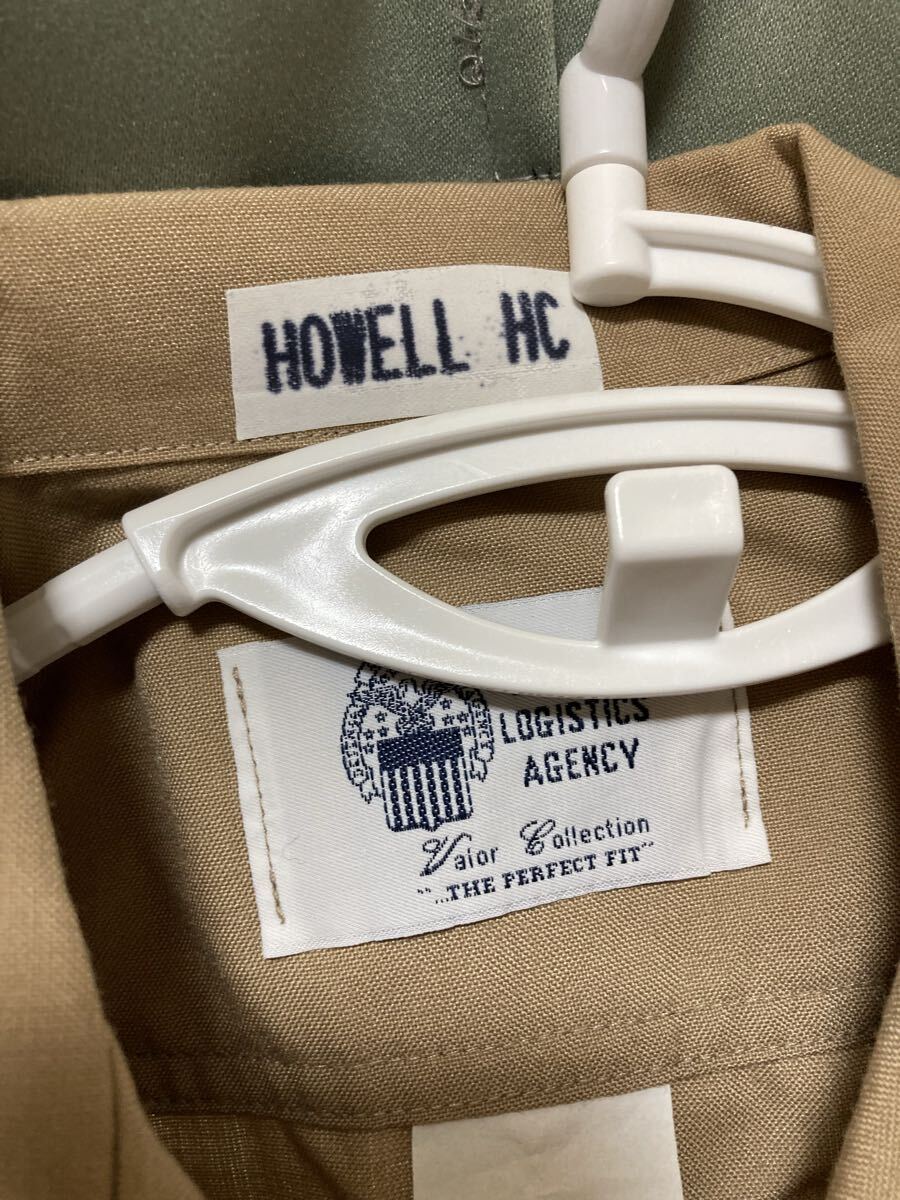 HOWELL HC
LOGISTICS
AGENCY
Valor Collection
"...THE PERFECT FIT"